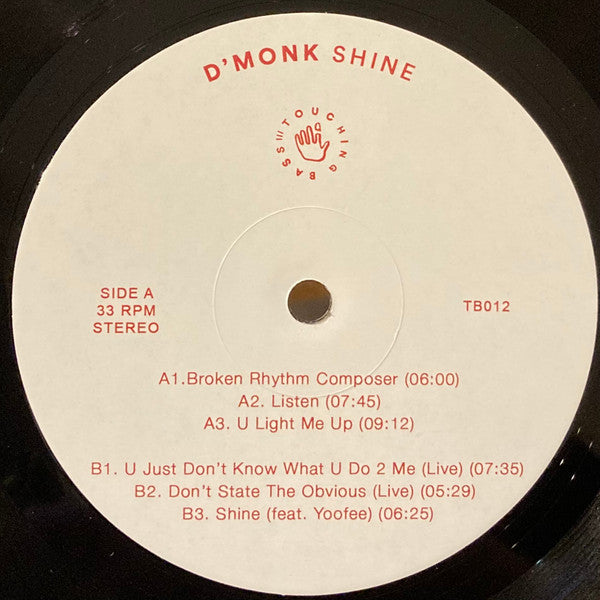 D'MONK SHINE
TOUCHING BASS
SIDE A
33 RPM
STEREO
TB012
A1.Broken Rhythm Composer (06:00)
A2. Listen (07:45)
A3. U Light Me Up (09:12)
B1. U Just Don't Know What U Do 2 Me (Live) (07:35)
B2. Don't State The Obvious (Live) (05:29)
B3. Shine (feat. Yoofee) (06:25)